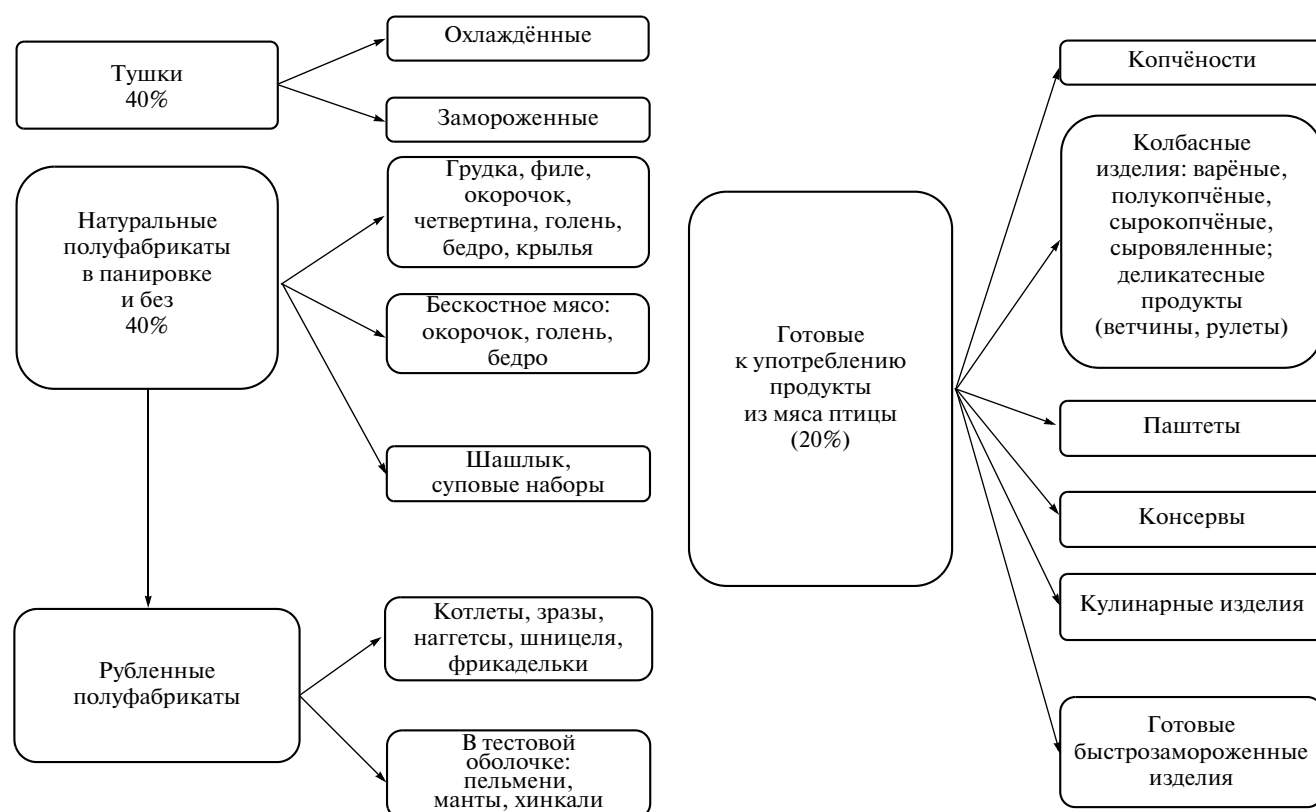 Тушки
40%
Охлаждённые
Замороженные
Натуральные
полуфабрикаты
в панировке
и без
40%
Грудка, филе,
окорочок,
четвертина, голень,
бедро, крылья
Бескостное мясо:
окорочок, голень,
бедро
Шашлык,
суповые наборы
Рубленные
полуфабрикаты
Котлеты, зразы,
наггетсы, шницеля,
фрикадельки
В тестовой
оболочке:
пельмени,
манты, хинкали
Готовые
к употреблению
продукты
из мяса птицы
(20%)
Копчёности
Колбасные
изделия: варёные,
полукопчёные,
сырокопчёные,
сыровяленные;
деликатесные
продукты
(ветчины, рулеты)
Паштеты
Консервы
Кулинарные изделия
Готовые
быстрозамороженные
изделия